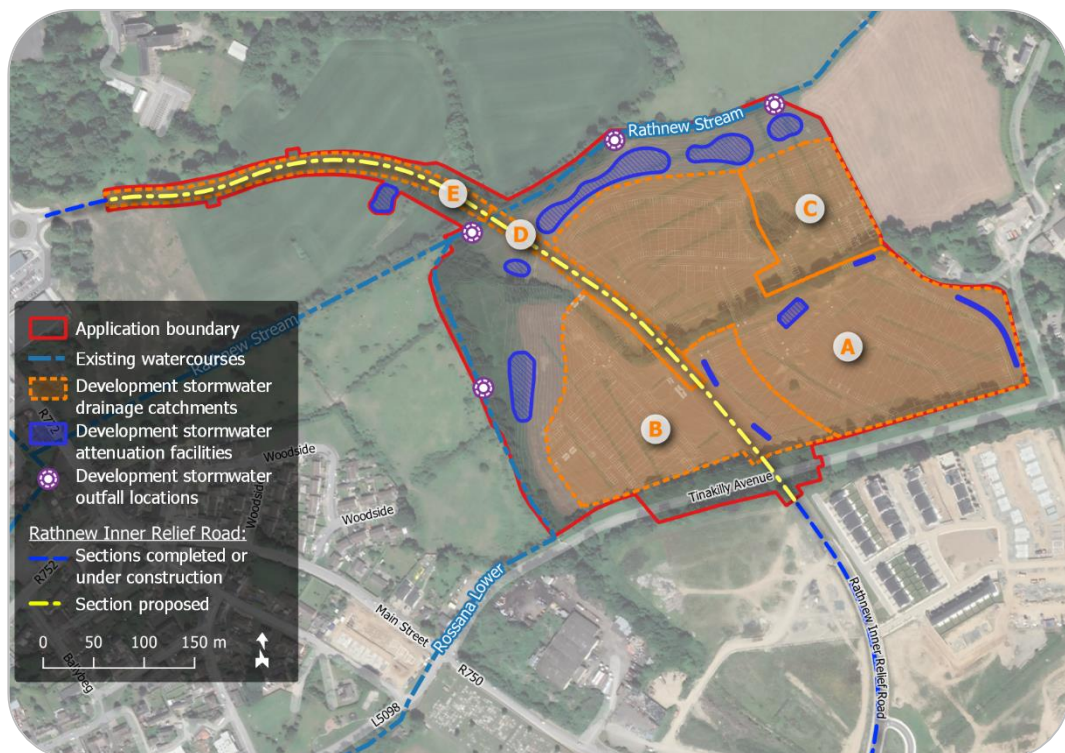 Rathnew Stream
C
E
D
A
B
Application boundary
Existing watercourses
Development stormwater
drainage catchments
Development stormwater
attenuation facilities
Development stormwater
outfall locations
Rathnew Inner Relief Road:
Sections completed or
under construction
Section proposed
0 50 100 150 m
Rathnew Stream
R772
R752
Woodside
Woodside
Woodside
Tinakilly Avenue
Rossana Lower
Main Street
R750
L5098
Rathnew Inner Relief Road